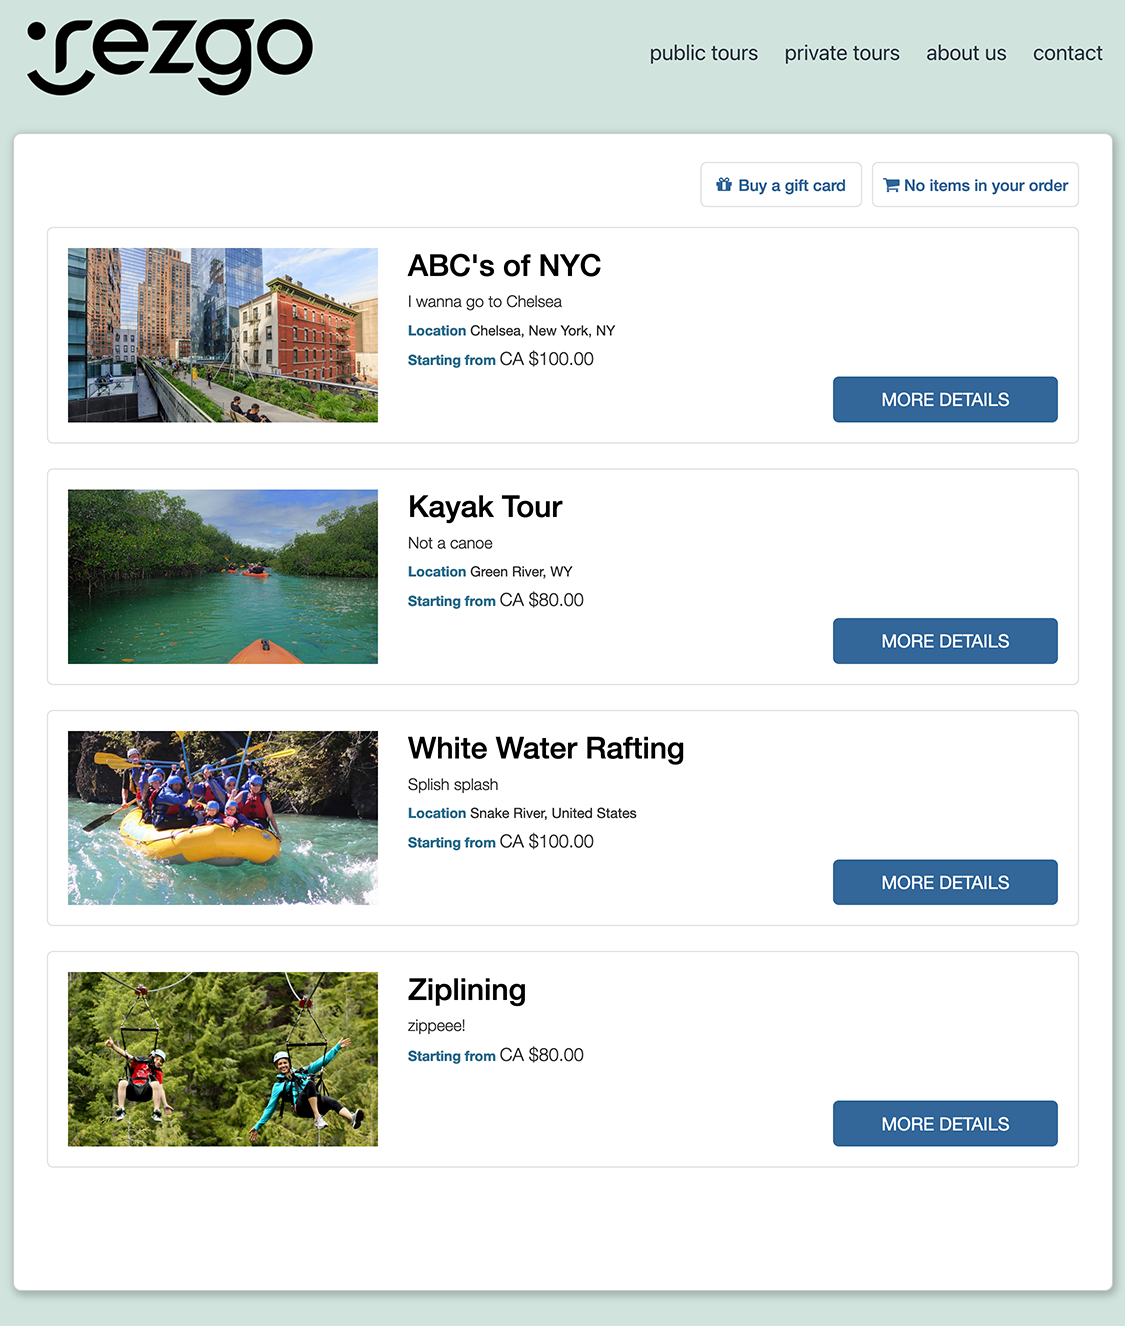 rezgo
public tours private tours about us contact
Buy a gift card No items in your order
ABC's of NYC
I wanna go to Chelsea
Location Chelsea, New York, NY
Starting from CA $100.00
MORE DETAILS
Kayak Tour
Not a canoe
Location Green River, WY
Starting from CA $80.00
MORE DETAILS
White Water Rafting
Splish splash
Location Snake River, United States
Starting from CA $100.00
MORE DETAILS
Ziplining
zippeee!
Starting from CA $80.00
MORE DETAILS